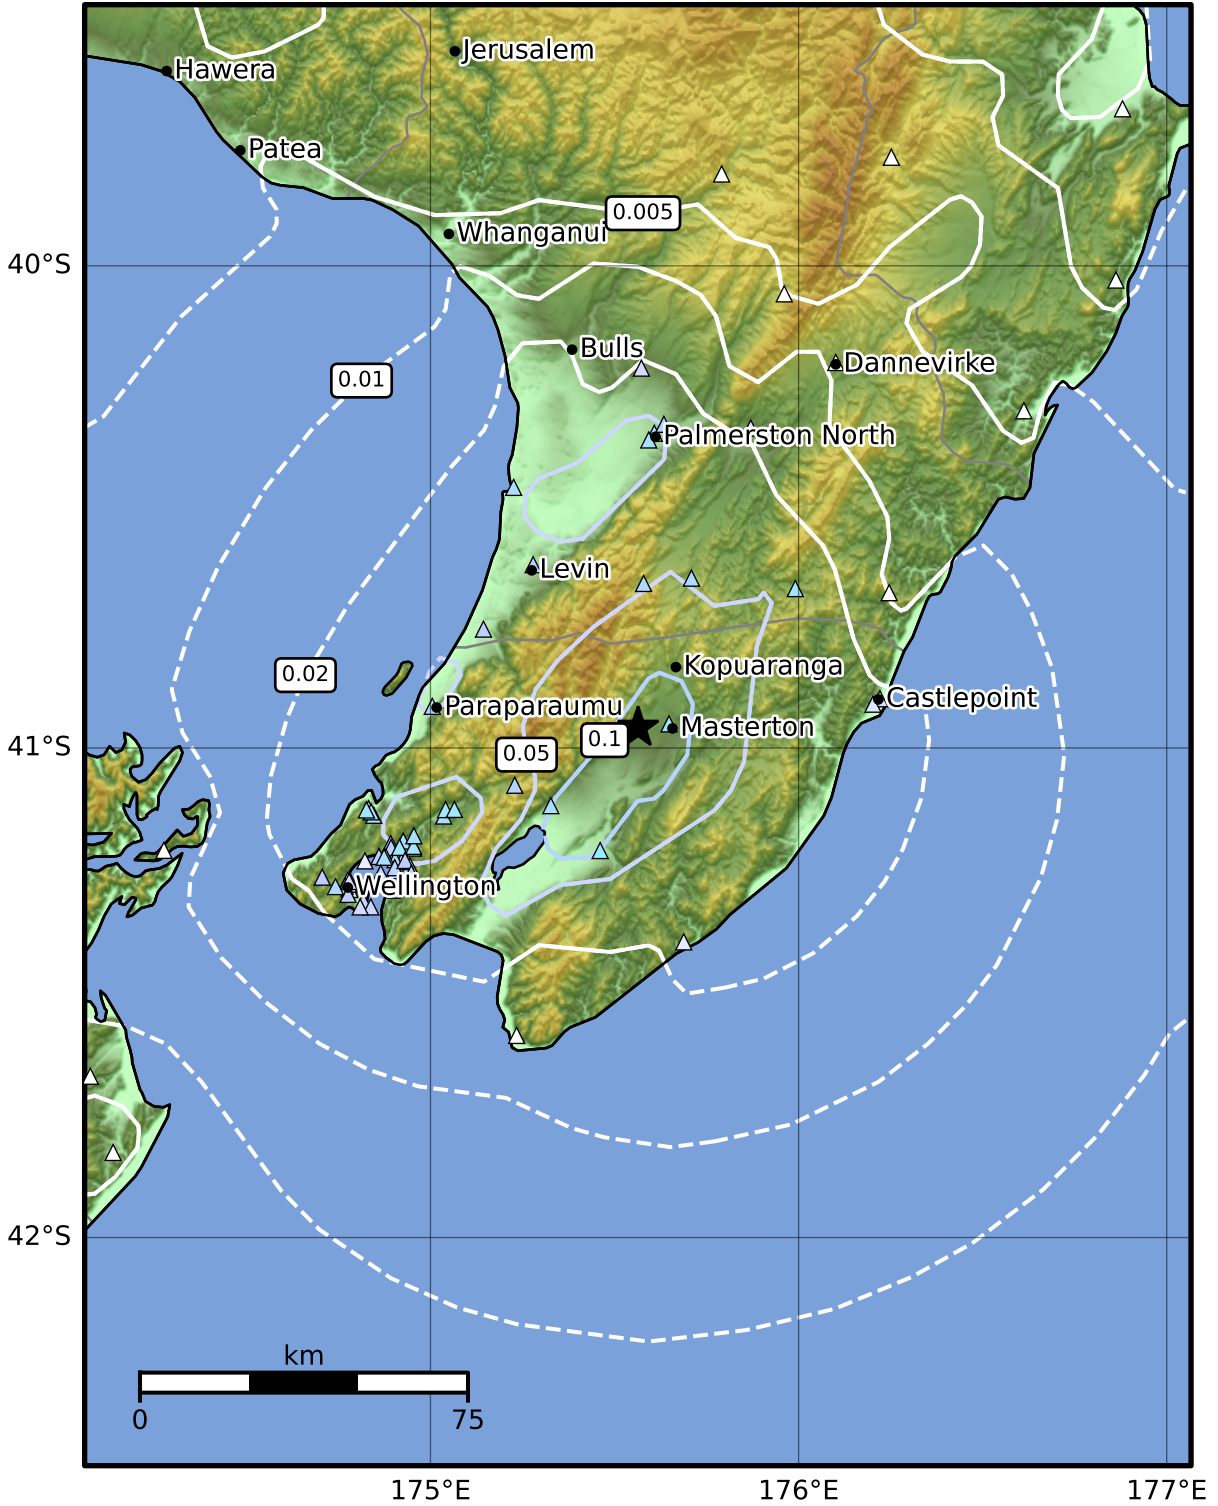 Jerusalem
Hawera
Patea
0.005
Whanganui
40°S
Bulls
Dannevirke
0.01
Palmerston North
Levin
Kopuaranga
0.02
Castlepoint
Paraparaumu
Masterton
0.1
41°S
0.05
Wellington
42°S
km
0
75
175°E
176°E
177°E